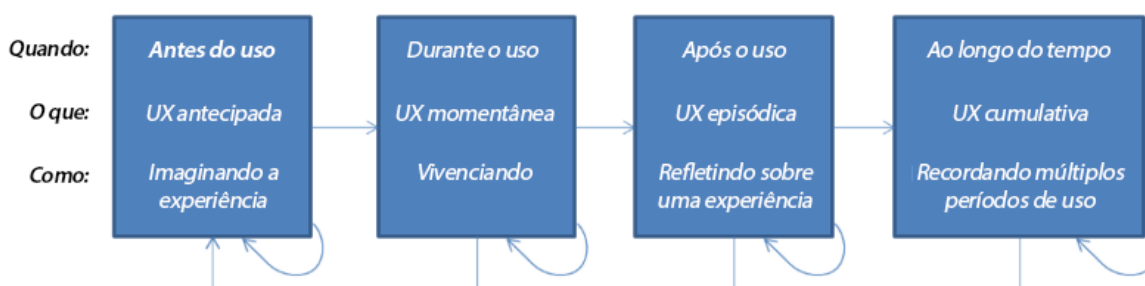 Quando: Antes do uso Durante o uso Após o uso Ao longo do tempo
O que: UX antecipada UX momentânea UX episódica UX cumulativa
Como: Imaginando a Vivenciando Refletindo sobre Recordando múltiplos
experiência uma experiência períodos de uso